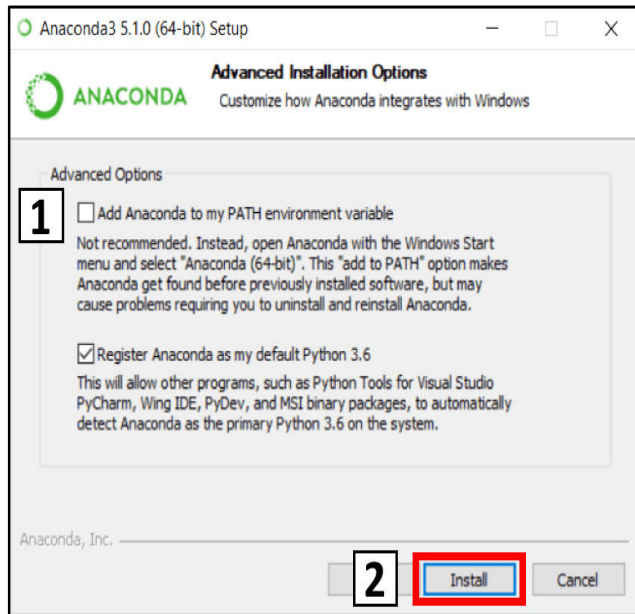 Anaconda3 5.1.0 (64-bit) Setup
ANACONDA
Advanced Installation Options
Customize how Anaconda integrates with Windows
Advanced Options
1
Add Anaconda to my PATH environment variable
Not recommended. Instead, open Anaconda with the Windows Start
menu and select "Anaconda (64-bit)". This "add to PATH" option makes
Anaconda get found before previously installed software, but may
cause problems requiring you to uninstall and reinstall Anaconda.
Register Anaconda as my default Python 3.6
This will allow other programs, such as Python Tools for Visual Studio
PyCharm, Wing IDE, PyDev, and MSI binary packages, to automatically
detect Anaconda as the primary Python 3.6 on the system.
Anaconda, Inc.
2
Install
Cancel